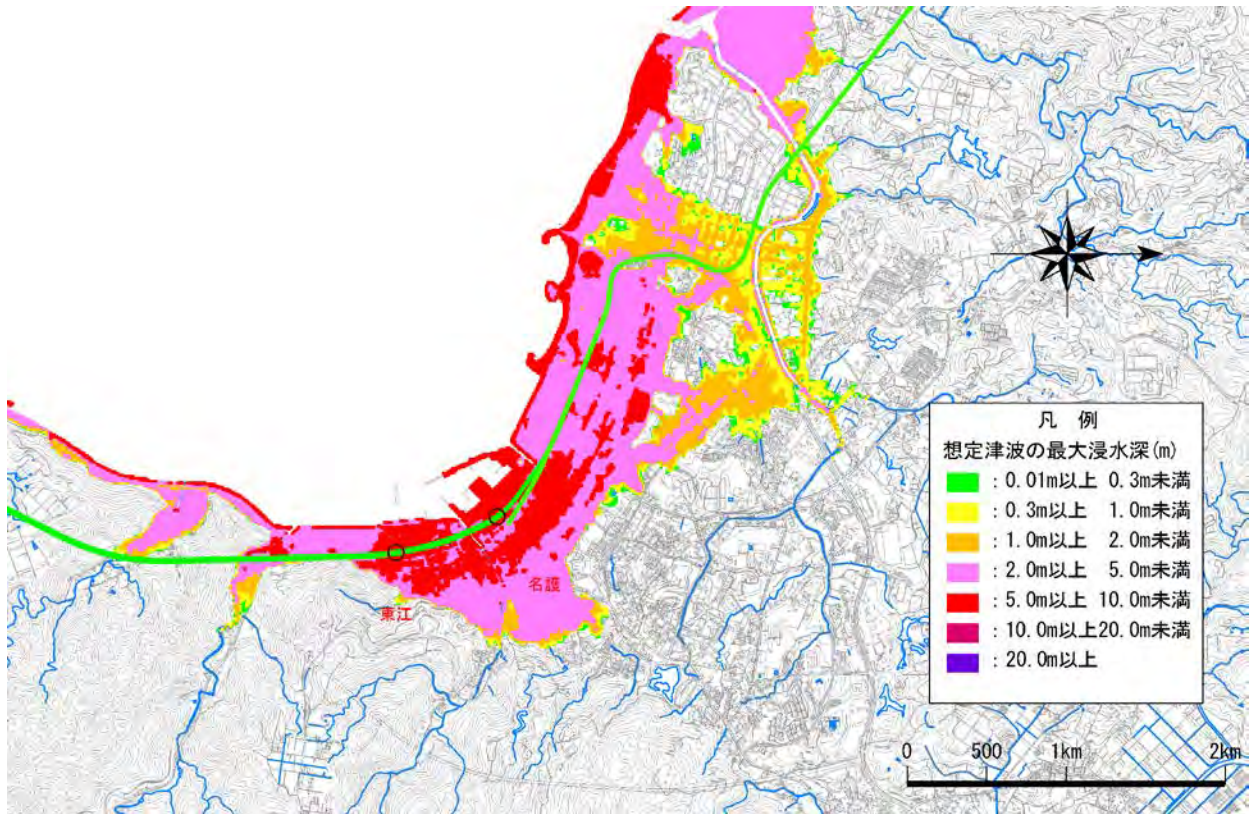 名護
東江
凡 例
想定津波の最大浸水深(m)
:0.01m以上 0.3m未満
:0.3m以上 1.0m未満
:1.0m以上 2.0m未満
:2.0m以上 5.0m未満
:5.0m以上 10.0m未満
:10.0m以上20.0m未満
:20.0m以上
0 500 1km 2km